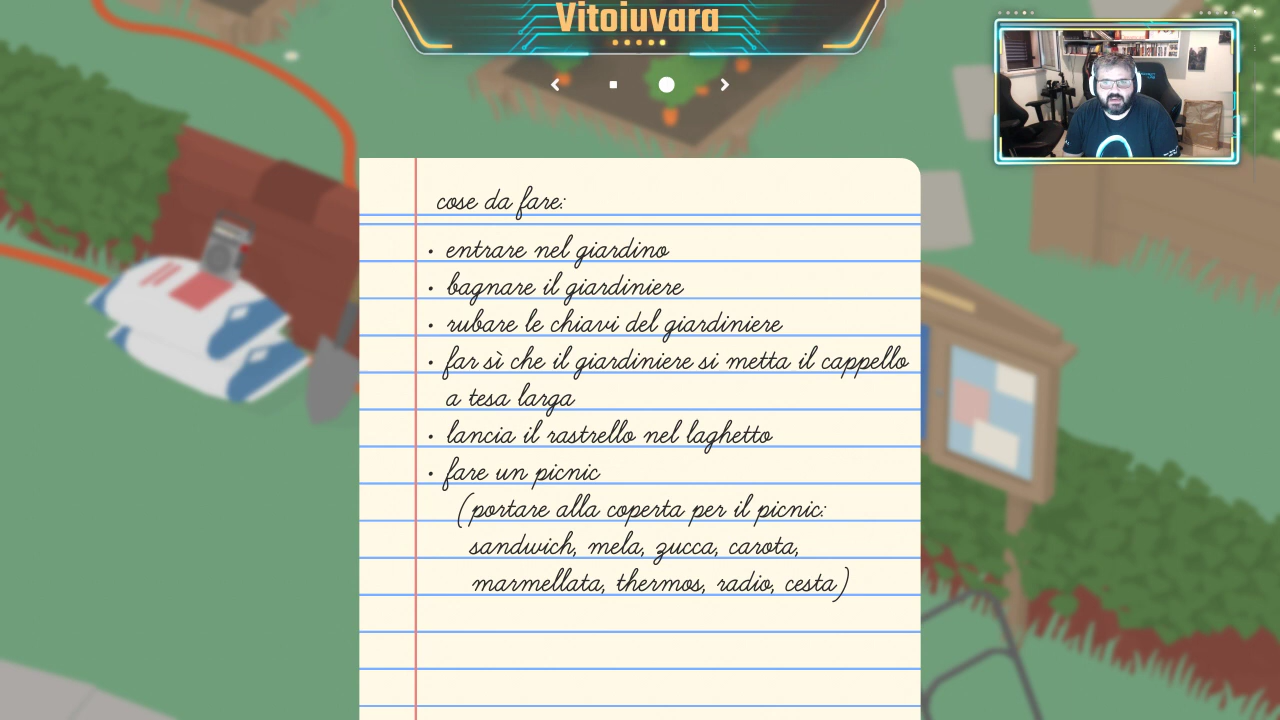 Vitoiuvara
cose da fare:
• entrare nel giardino
• bagnare il giardiniere
• rubare le chiavi del giardiniere
• far sì che il giardiniere si metta il cappello
a tesa larga
• lancia il rastrello nel laghetto
• fare un picnic
(portare alla coperta per il picnic:
sandwich, mela, zucca, carota,
marmellata, thermos, radio, cesta)